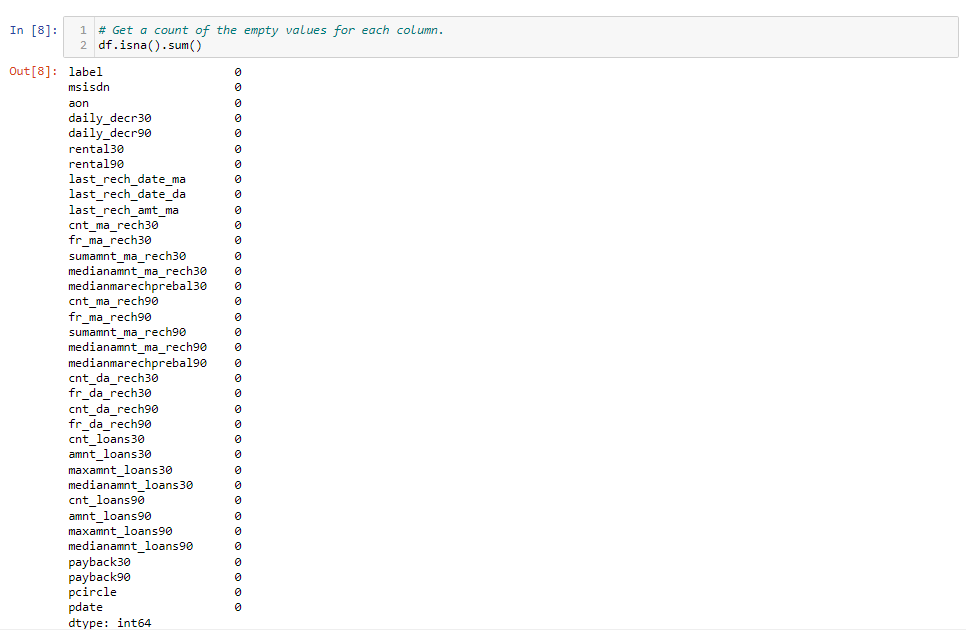 In [8]: 1 # Get a count of the empty values for each column.
2 df.isna().sum()
Out[8]: label 0
msisdn 0
aon 0
daily_decr30 0
daily_decr90 0
rental30 0
rental90 0
last_rech_date_ma 0
last_rech_date_da 0
last_rech_amt_ma 0
cnt_ma_rech30 0
fr_ma_rech30 0
sumamnt_ma_rech30 0
medianamnt_ma_rech30 0
medianmarechprebal30 0
cnt_ma_rech90 0
fr_ma_rech90 0
sumamnt_ma_rech90 0
medianamnt_ma_rech90 0
medianmarechprebal90 0
cnt_da_rech30 0
fr_da_rech30 0
cnt_da_rech90 0
fr_da_rech90 0
cnt_loans30 0
amnt_loans30 0
maxamnt_loans30 0
medianamnt_loans30 0
cnt_loans90 0
amnt_loans90 0
maxamnt_loans90 0
medianamnt_loans90 0
payback30 0
payback90 0
pcircle 0
pdate 0
dtype: int64